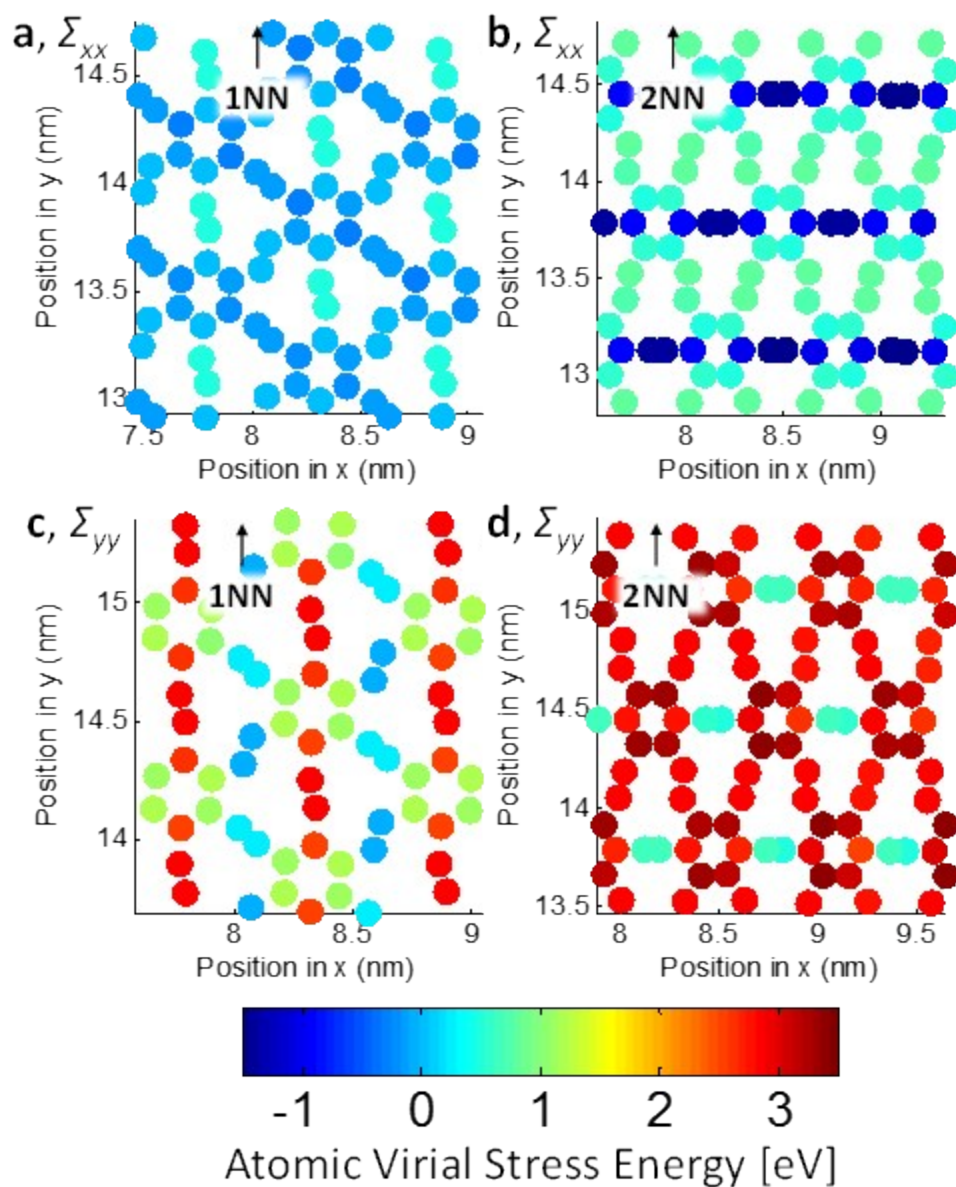 a, Σxx
b, Σxx
1NN
2NN
14.5
14
13.5
13
14.5
14
13.5
13
Position in y (nm)
Position in y (nm)
7.5 8 8.5 9
8 8.5 9
Position in x (nm)
Position in x (nm)
c, Σyy
d, Σyy
1NN
2NN
15
14.5
14
15
14.5
14
13.5
Position in y (nm)
Position in y (nm)
8 8.5 9
8 8.5 9 9.5
Position in x (nm)
Position in x (nm)
-1 0 1 2 3
Atomic Virial Stress Energy [eV]